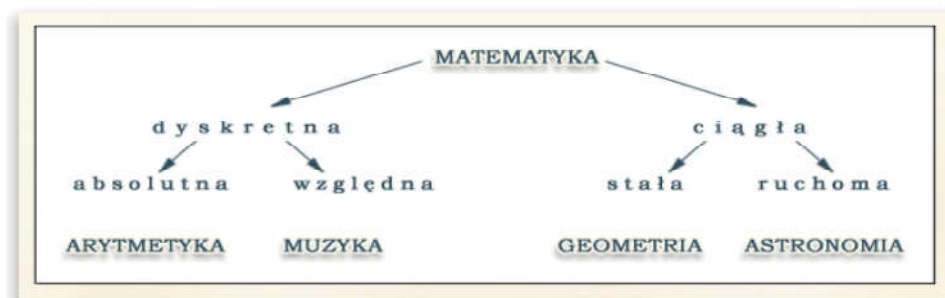 MATEMATYKA
dyskretna ciągła
absolutna względna stała ruchoma
ARYTMETYKA MUZYKA GEOMETRIA ASTRONOMIA